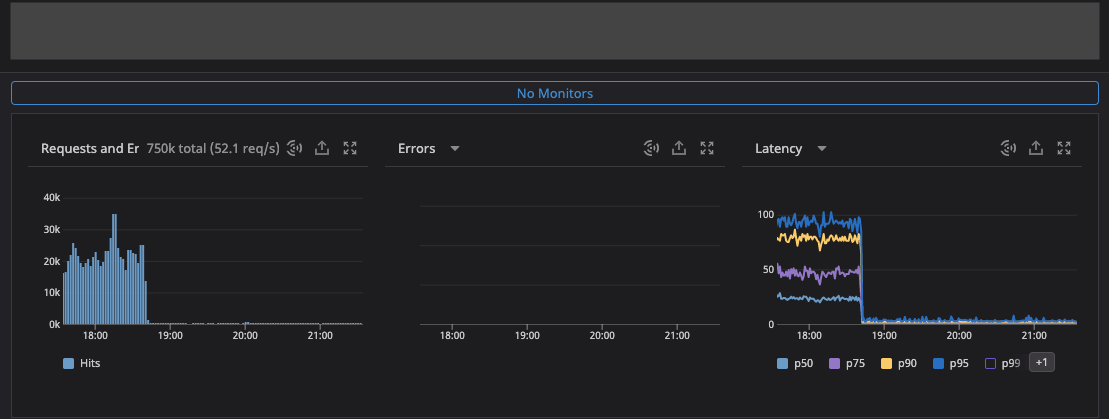 No Monitors
Requests and Er 750k total (52.1 req/s)
40k
30k
20k
10k
0k
18:00 19:00 20:00 21:00
Hits
Errors
18:00 19:00 20:00 21:00
Latency
100
50
0
18:00 19:00 20:00 21:00
p50 p75 p90 p95 p99 +1